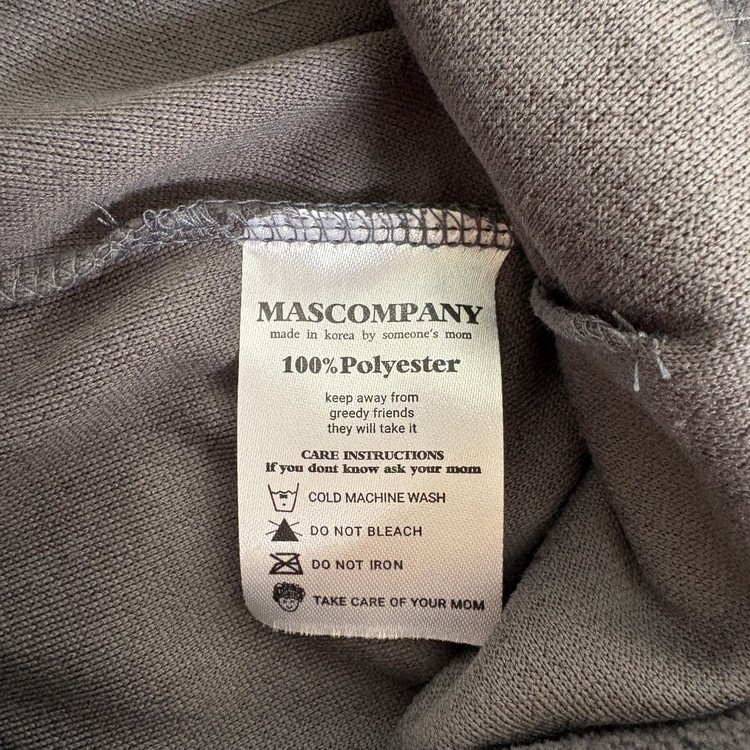 MASCOMPANY
made in korea by someone's mom
100%Polyester
keep away from
greedy friends
they will take it
CARE INSTRUCTIONS
If you dont know ask your mom
COLD MACHINE WASH
DO NOT BLEACH
DO NOT IRON
TAKE CARE OF YOUR MOM